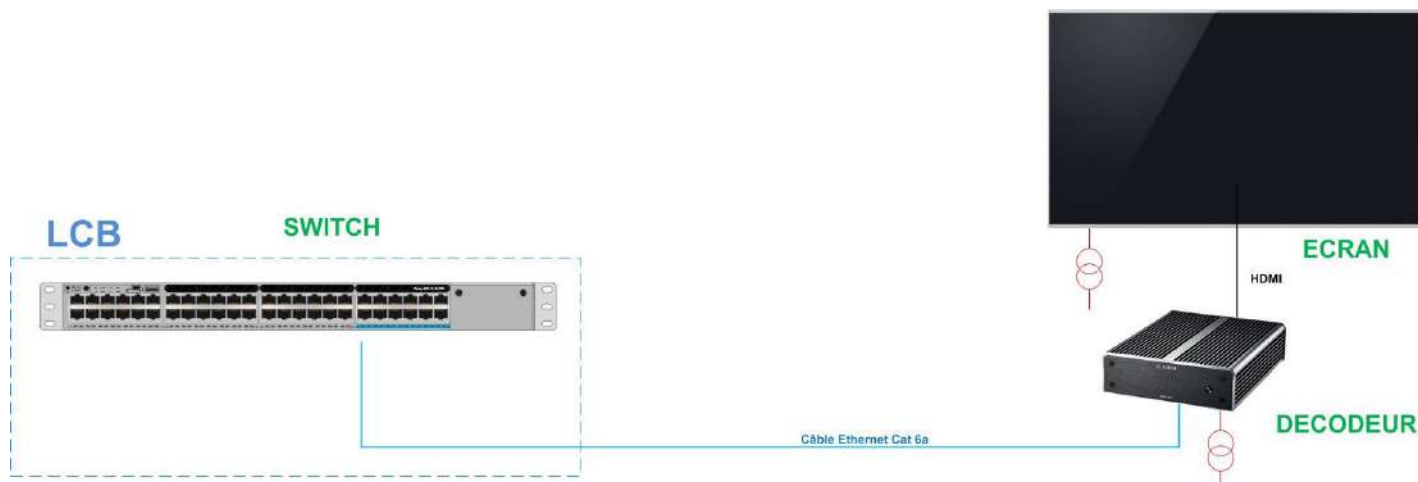 LCB
SWITCH
ECRAN
HDMI
DECODEUR
Câble Ethernet Cat 6a